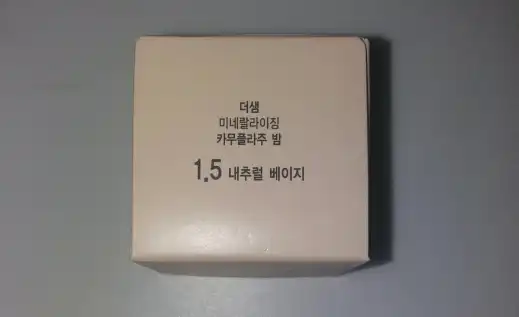 더샘
미네랄라이징
카무플라주 밤
1.5 내추럴 베이지